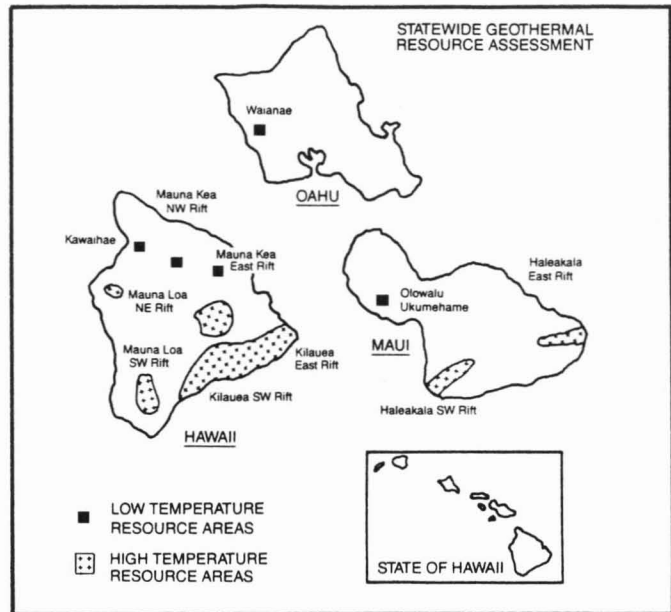 STATEWIDE GEOTHERMAL
RESOURCE ASSESSMENT
Waianae
OAHU
Mauna Kea
NW Rift
Kawaihae
Mauna Kea
East Rift
Mauna Loa
NE Rift
Mauna Loa
SW Rift
Kilauea
East Rift
Kilauea SW Rift
HAWAII
Haleakala
East Rift
Olowalu
Ukumehame
MAUI
Haleakala SW Rift
LOW TEMPERATURE
RESOURCE AREAS
HIGH TEMPERATURE
RESOURCE AREAS
STATE OF HAWAII